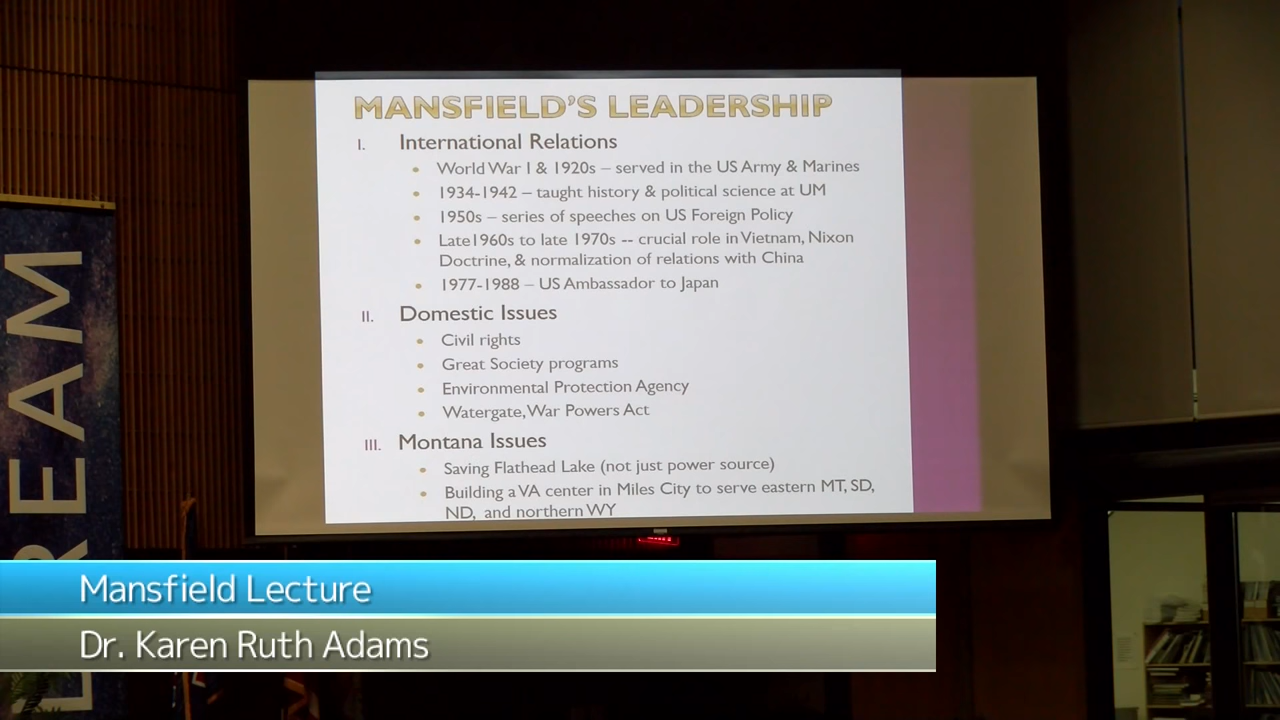 MANSFIELD'S LEADERSHIP
I. International Relations
• World War I & 1920s – served in the US Army & Marines
• 1934-1942 – taught history & political science at UM
• 1950s – series of speeches on US Foreign Policy
• Late1960s to late 1970s -- crucial role in Vietnam, Nixon
Doctrine, & normalization of relations with China
• 1977-1988 – US Ambassador to Japan
II. Domestic Issues
• Civil rights
• Great Society programs
• Environmental Protection Agency
• Watergate, War Powers Act
III. Montana Issues
• Saving Flathead Lake (not just power source)
• Building a VA center in Miles City to serve eastern MT, SD,
ND, and northern WY
REAM
Mansfield Lecture
Dr. Karen Ruth Adams